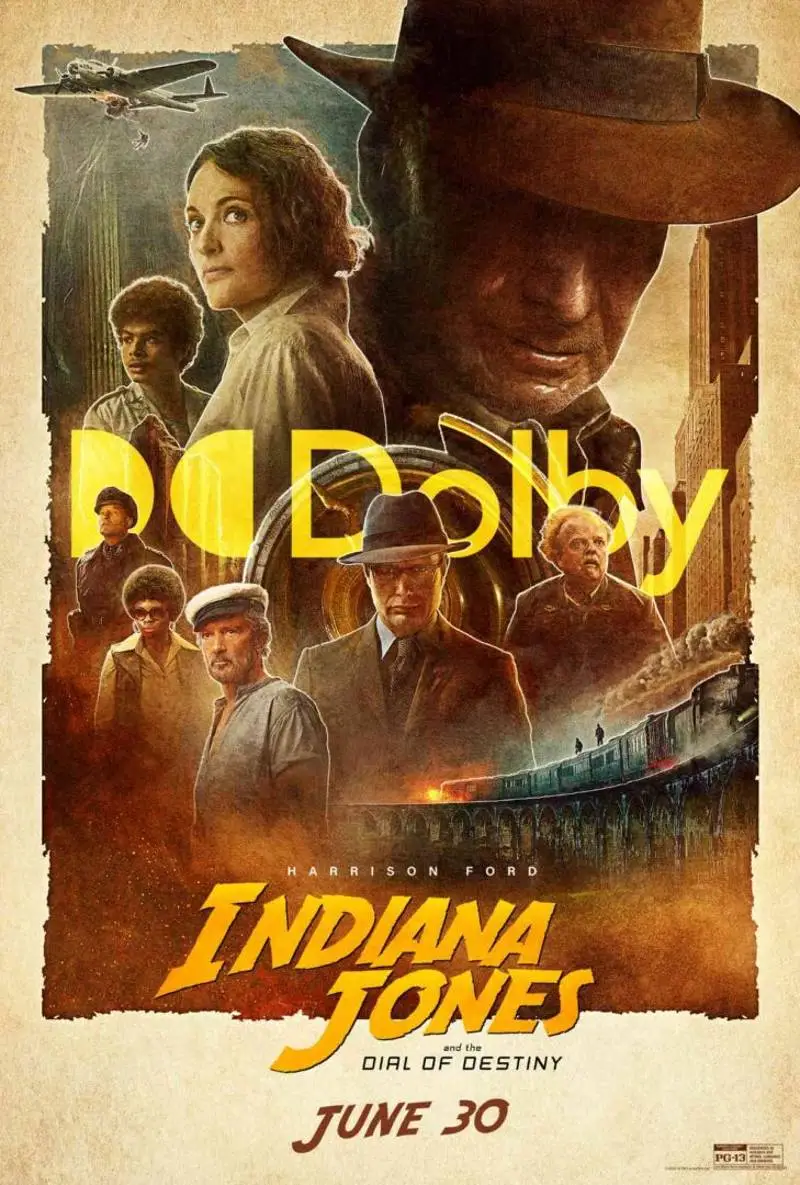 Dolby
HARRISON FORD
INDIANA
JONES
and the
DIAL OF DESTINY
JUNE 30
PG-13